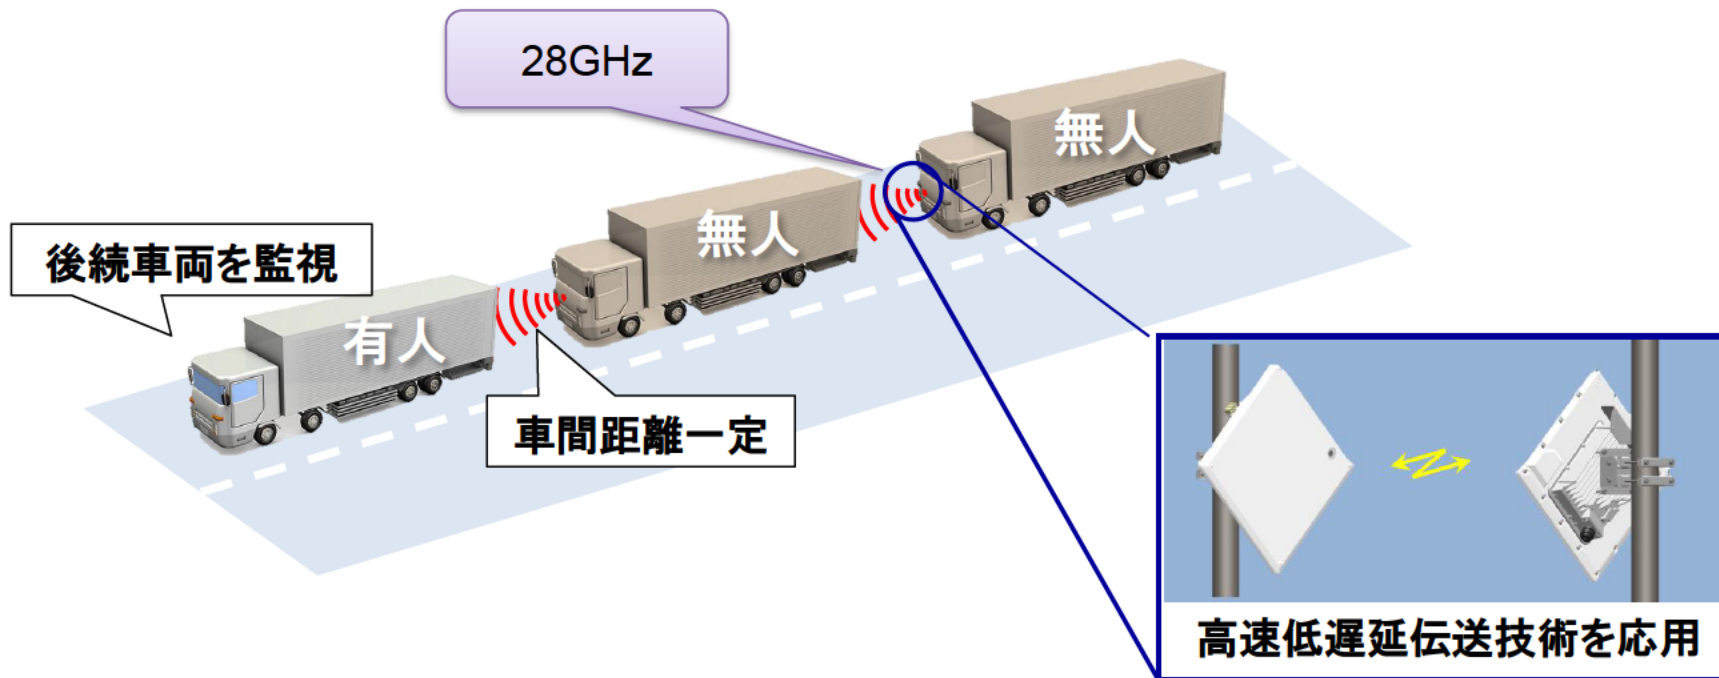 28GHz
無人
無人
後続車両を監視
有人
車間距離一定
高速低遅延伝送技術を応用